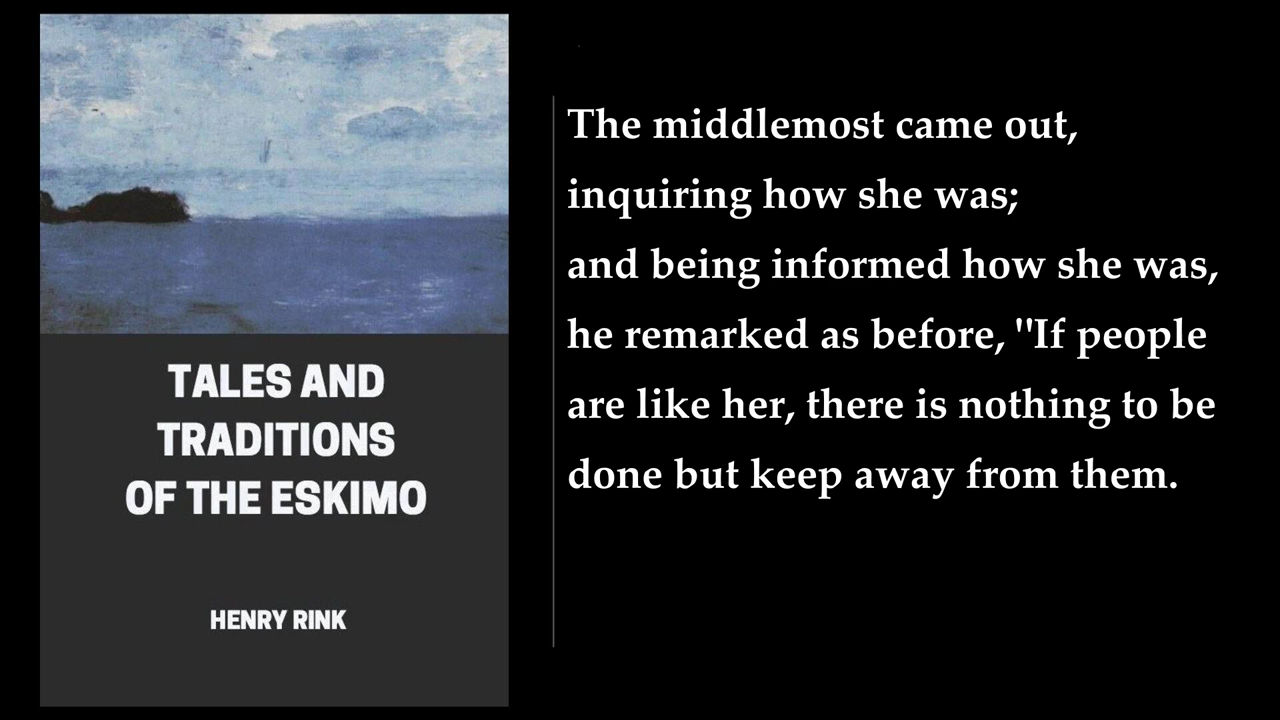 TALES AND
TRADITIONS
OF THE ESKIMO
HENRY RINK
The middlemost came out,
inquiring how she was;
and being informed how she was,
he remarked as before, "If people
are like her, there is nothing to be
done but keep away from them.